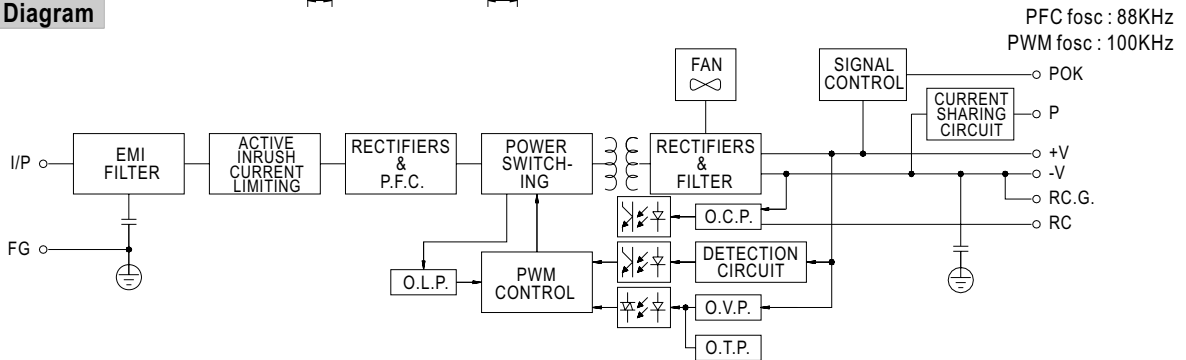 Diagram
PFC fosc : 88KHz
PWM fosc : 100KHz
FAN
SIGNAL
CONTROL
POK
CURRENT
SHARING
CIRCUIT
P
I/P
EMI
FILTER
ACTIVE
INRUSH
CURRENT
LIMITING
RECTIFIERS
&
P.F.C.
POWER
SWITCH-
ING
RECTIFIERS
&
FILTER
+V
-V
RC.G.
RC
O.C.P.
FG
O.L.P.
PWM
CONTROL
DETECTION
CIRCUIT
O.V.P.
O.T.P.